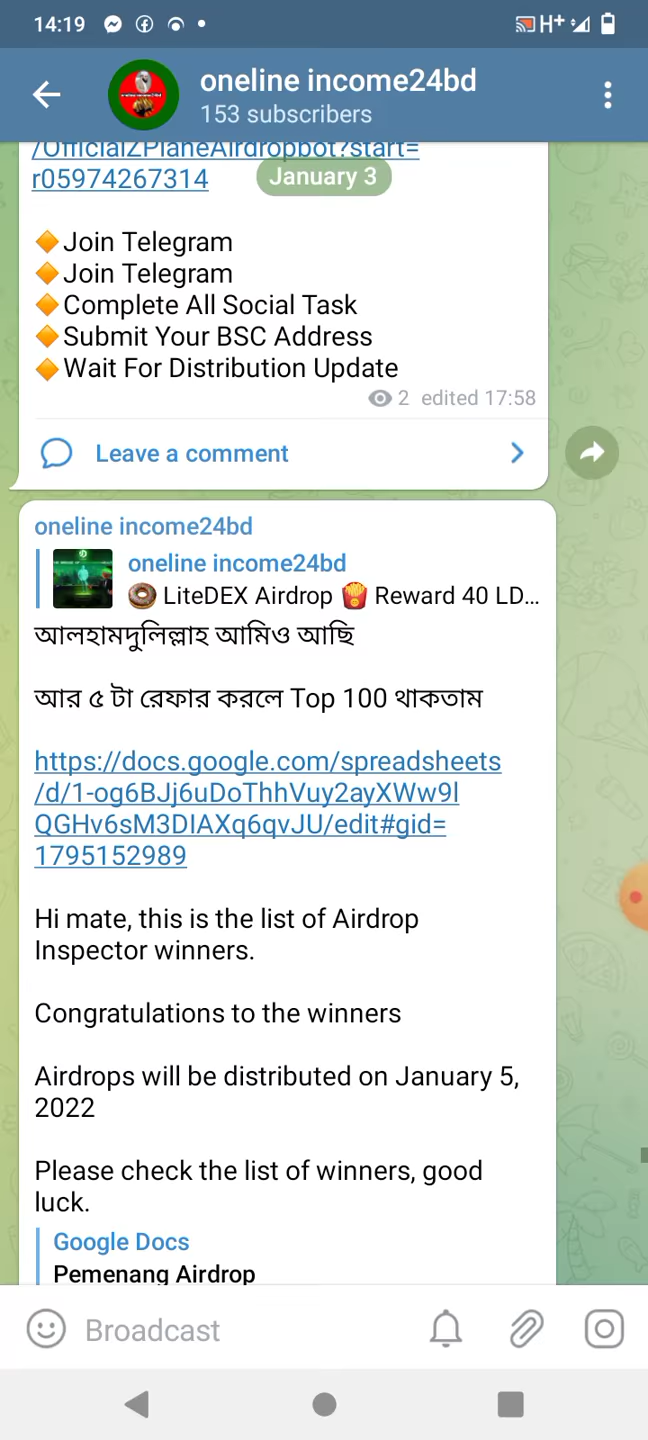 14:19
H+
oneline income24bd
153 subscribers
/OfficialZPlaneAirdropbot?start=
r05974267314
January 3
Join Telegram
Join Telegram
Complete All Social Task
Submit Your BSC Address
Wait For Distribution Update
2 edited 17:58
Leave a comment
oneline income24bd
oneline income24bd
🍩 LiteDEX Airdrop 🍟 Reward 40 LD...
আলহামদুলিল্লাহ আমিও আছি
আর ৫ টা রেফার করলে Top 100 থাকতাম
https://docs.google.com/spreadsheets
/d/1-og6BJj6uDoThhVuy2ayXWw9l
QGHv6sM3DIAXq6qvJU/edit#gid=
1795152989
Hi mate, this is the list of Airdrop
Inspector winners.
Congratulations to the winners
Airdrops will be distributed on January 5,
2022
Please check the list of winners, good
luck.
Google Docs
Pemenang Airdrop
Broadcast